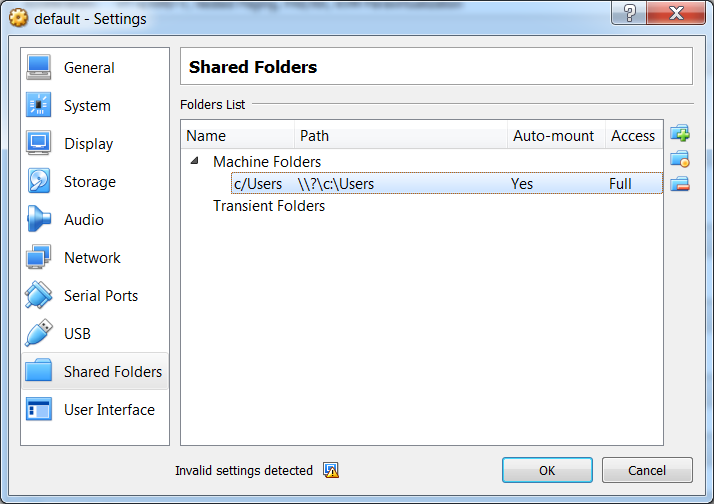 default - Settings
General
System
Display
Storage
Audio
Network
Serial Ports
USB
Shared Folders
User Interface
Shared Folders
Folders List
Name Path Auto-mount Access
Machine Folders
c/Users \\?\c:\Users Yes Full
Transient Folders
Invalid settings detected
OK Cancel